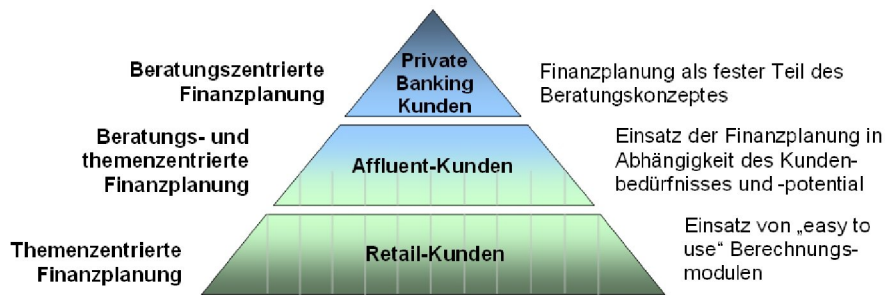 Beratungszentrierte
Finanzplanung
Private
Banking
Kunden
Finanzplanung als fester Teil des
Beratungskonzeptes
Beratungs- und
themenzentrierte
Finanzplanung
Affluent-Kunden
Einsatz der Finanzplanung in
Abhängigkeit des Kunden-
bedürfnisses und -potential
Themenzentrierte
Finanzplanung
Retail-Kunden
Einsatz von „easy to
use“ Berechnungs-
modulen